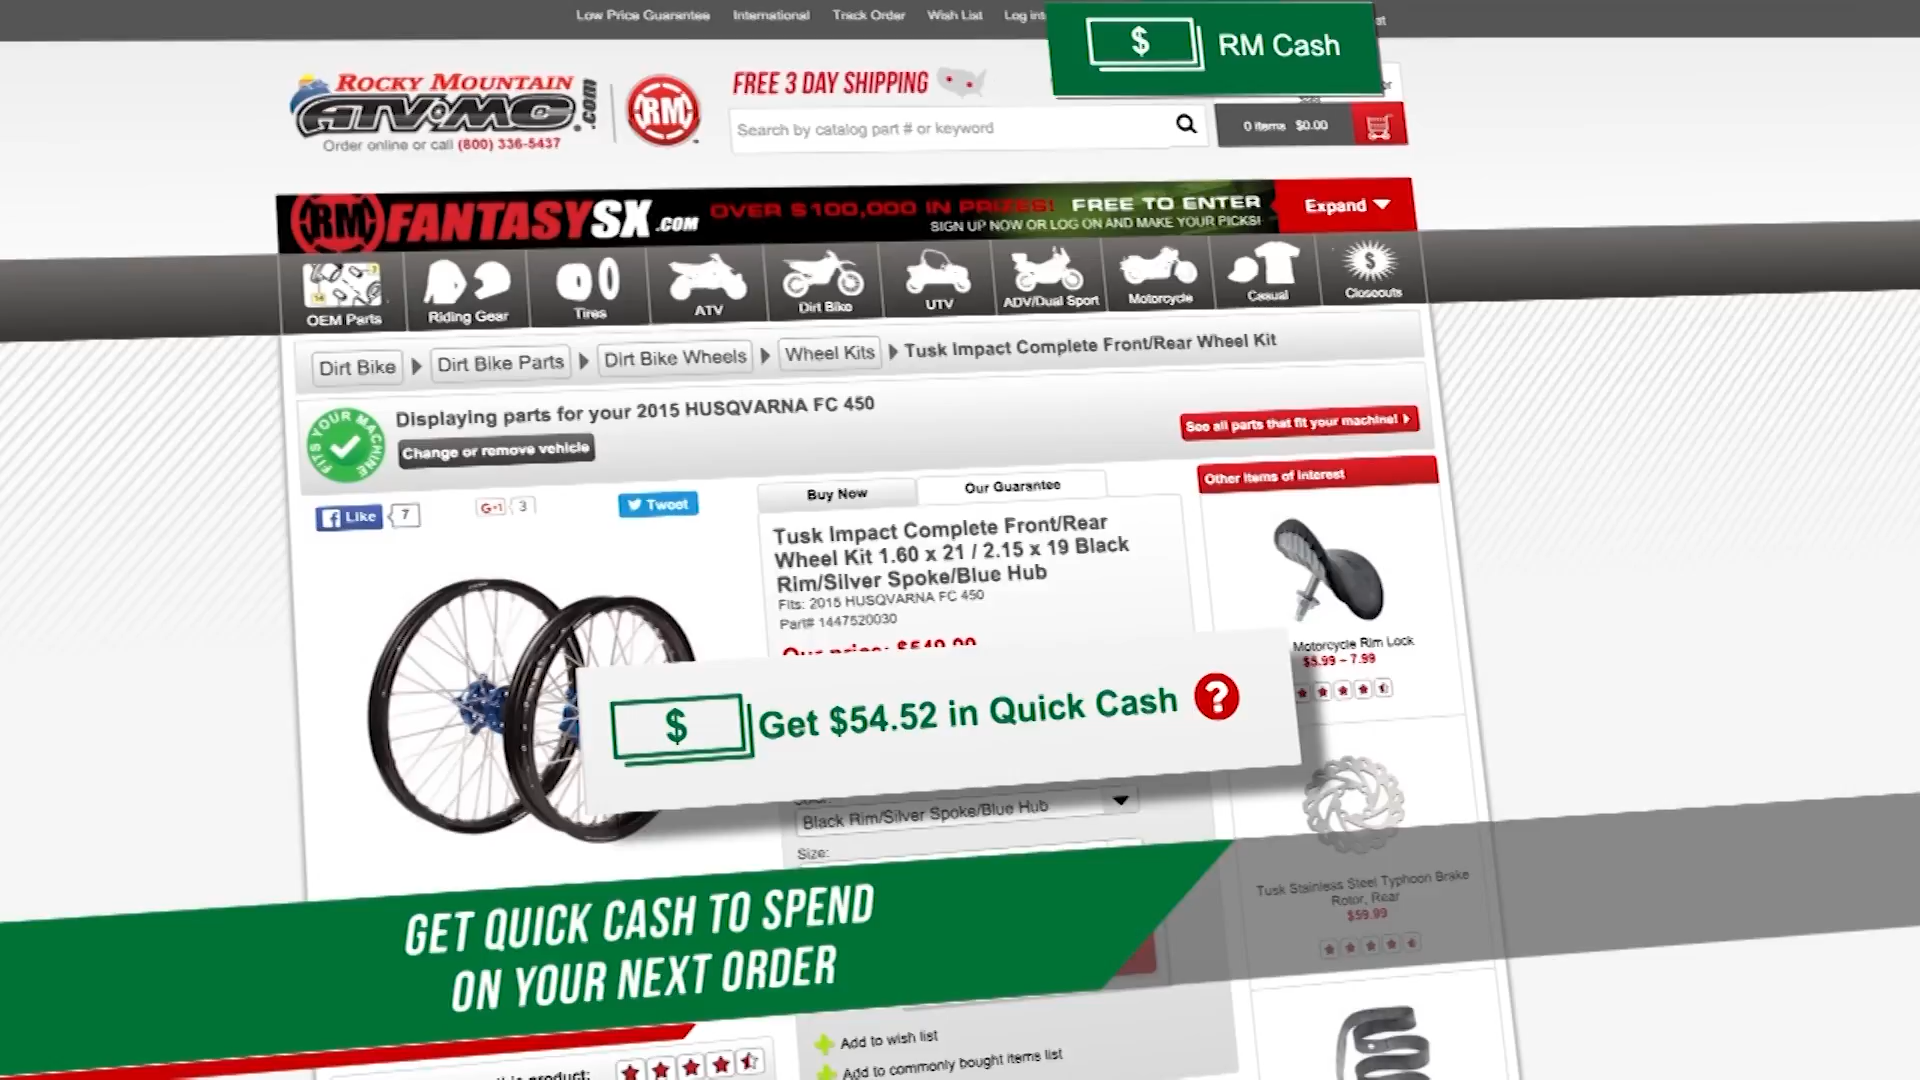 Low Price Guarantee International Track Order Wish List Log
$ RM Cash
ROCKY MOUNTAIN
ATV-MC.com
Order online or call (800) 336-5437
RM
FREE 3 DAY SHIPPING
Search by catalog part # or keyword
0 items $0.00
RM FANTASYSX.COM OVER $100,000 IN PRIZES! FREE TO ENTER
SIGN UP NOW OR LOG ON AND MAKE YOUR PICKS!
Expand
OEM Parts Riding Gear Tires ATV Dirt Bike UTV ADV/Dual Sport Motorcycle Casual Closeouts
Dirt Bike Dirt Bike Parts Dirt Bike Wheels Wheel Kits Tusk Impact Complete Front/Rear Wheel Kit
FITS YOUR MACHINE
Displaying parts for your 2015 HUSQVARNA FC 450
Change or remove vehicle
See all parts that fit your machine!
Like 7 G+1 3 Tweet
Buy Now Our Guarantee
Tusk Impact Complete Front/Rear
Wheel Kit 1.60 x 21 / 2.15 x 19 Black
Rim/Silver Spoke/Blue Hub
Fits: 2015 HUSQVARNA FC 450
Part# 1447520030
Our price: $549.99
$ Get $54.52 in Quick Cash ?
Black Rim/Silver Spoke/Blue Hub
Size:
Other Items of Interest
Motorcycle Rim Lock
$5.99 - 7.99
Tusk Stainless Steel Typhoon Brake
Rotor, Rear
$59.99
GET QUICK CASH TO SPEND
ON YOUR NEXT ORDER
Add to wish list
Add to commonly bought items list
product: